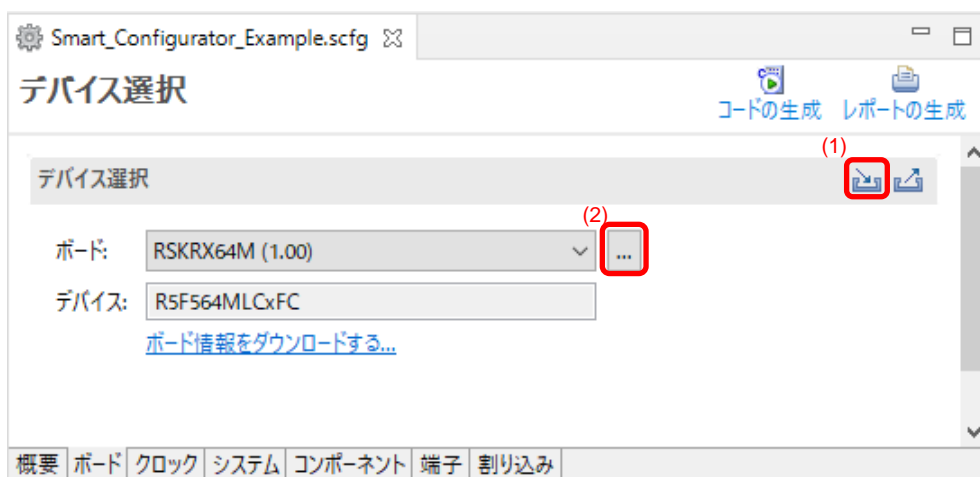 Smart_Configurator_Example.scfg
デバイス選択
コードの生成 レポートの生成
(1)
デバイス選択
(2)
ボード: RSKRX64M (1.00) ...
デバイス: R5F564MLCxFC
ボード情報をダウンロードする...
概要 ボード クロック システム コンポーネント 端子 割り込み